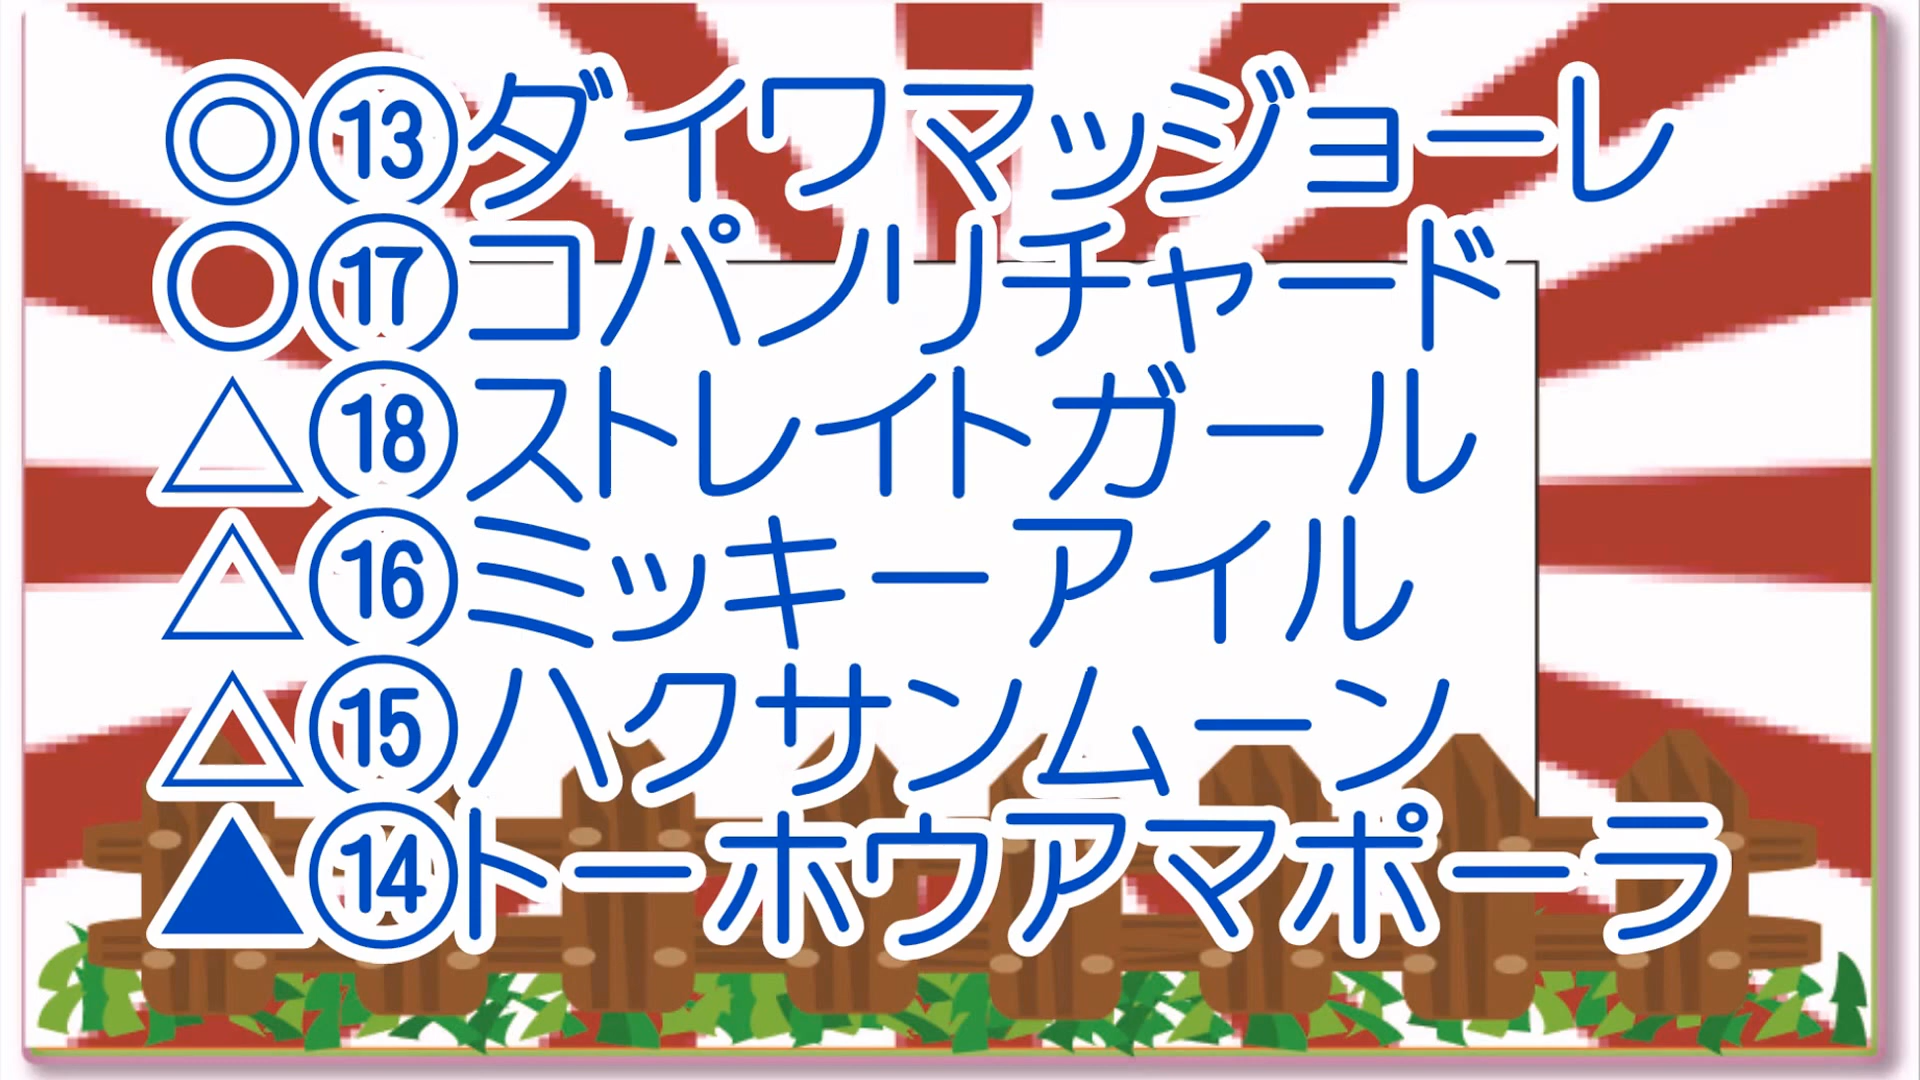 ◎⑬ダイワマッジョーレ
○⑰コパノリチャード
△⑱ストレイトガール
△⑯ミッキーアイル
△⑮ハクサンムーン
▲⑭トーホウアマポーラ